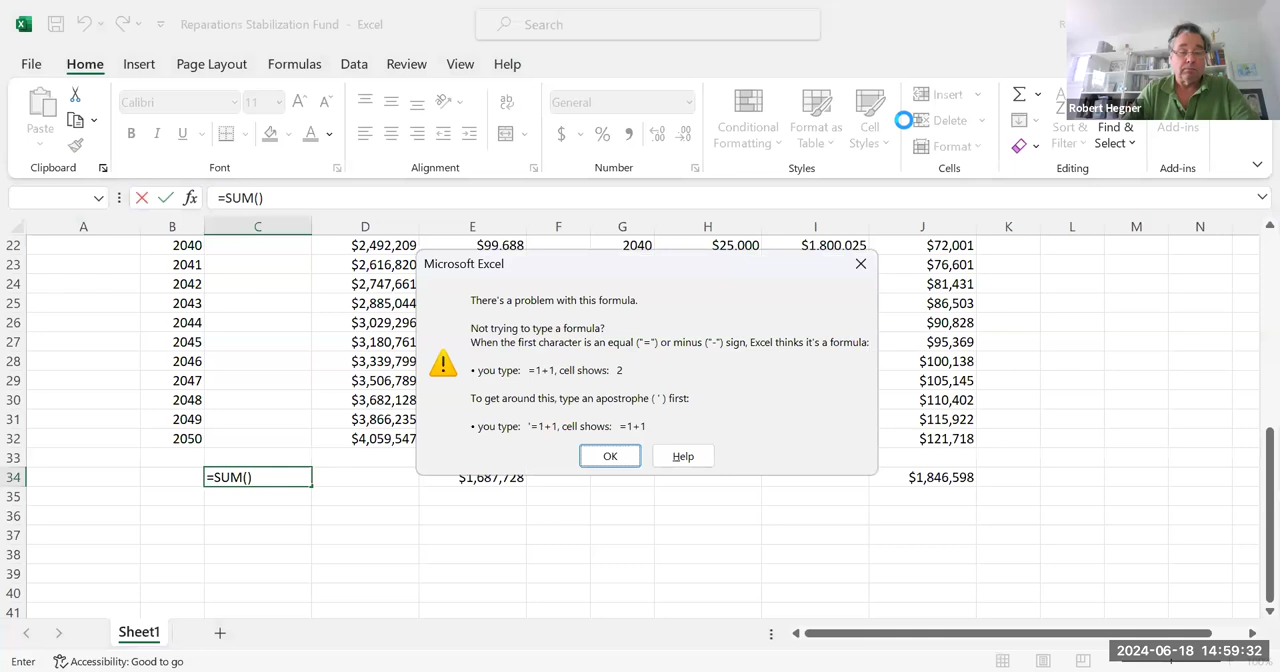 Reparations Stabilization Fund - Excel
Search
R
File Home Insert Page Layout Formulas Data Review View Help
Robert Hegner
Paste
Calibri 11
B I U A
ab
General
$ % 9
Conditional Formatting
Format as Table
Cell Styles
Insert
Delete
Format
Sort & Filter
Find & Select
Add-ins
Clipboard Font Alignment Number Styles Cells Editing Add-ins
fx =SUM()
A B C D E F G H I J K L M N
22 2040 $2,492,209 $99,688 2040 $25,000 $1,800,025 $72,001
23 2041 $2,616,820 $76,601
24 2042 $2,747,661 $81,431
25 2043 $2,885,044 $86,503
26 2044 $3,029,296 $90,828
27 2045 $3,180,761 $95,369
28 2046 $3,339,799 $100,138
29 2047 $3,506,789 $105,145
30 2048 $3,682,128 $110,402
31 2049 $3,866,235 $115,922
32 2050 $4,059,547 $121,718
33
34 =SUM() $1,687,728 $1,846,598
35
36
37
38
39
40
41
Microsoft Excel
There's a problem with this formula.
Not trying to type a formula?
When the first character is an equal ("=") or minus ("-") sign, Excel thinks it's a formula:
• you type: =1+1, cell shows: 2
To get around this, type an apostrophe ( ' ) first:
• you type: '=1+1, cell shows: =1+1
OK Help
Sheet1
Enter Accessibility: Good to go
2024-06-18 14:59:32
100%